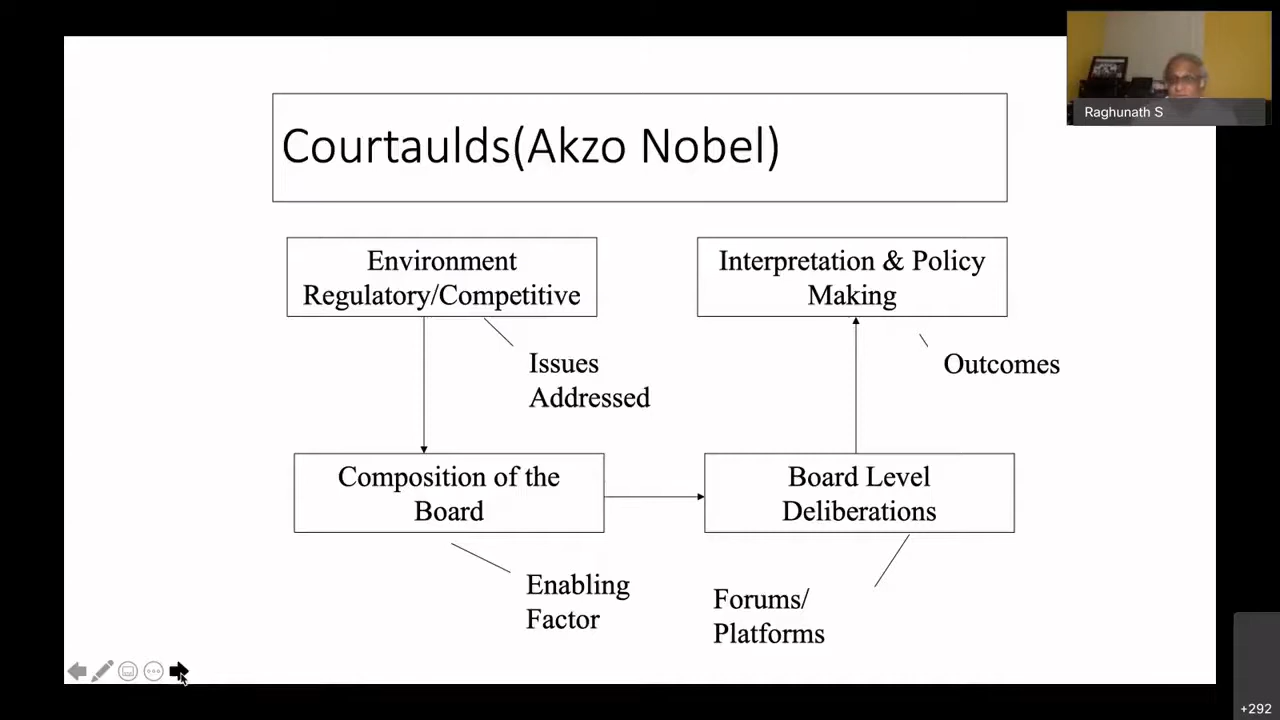 Raghunath S
Courtaulds(Akzo Nobel)
Environment
Regulatory/Competitive
Interpretation & Policy
Making
Issues
Addressed
Outcomes
Composition of the
Board
Board Level
Deliberations
Enabling
Factor
Forums/
Platforms
+292